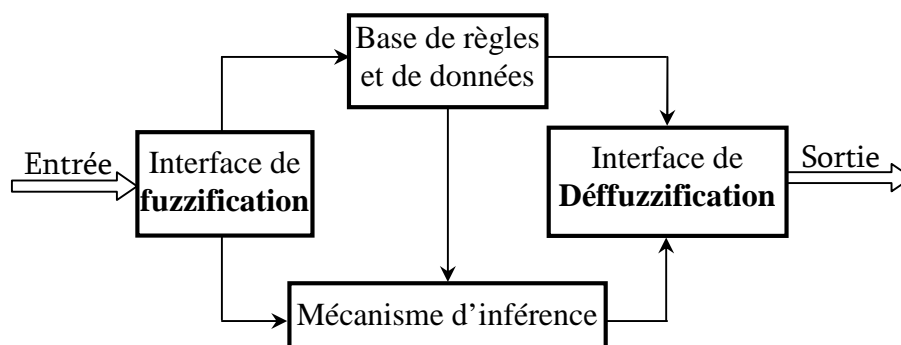 Base de règles
et de données
Entrée
Interface de
fuzzification
Interface de
Déffuzzification
Sortie
Mécanisme d'inférence